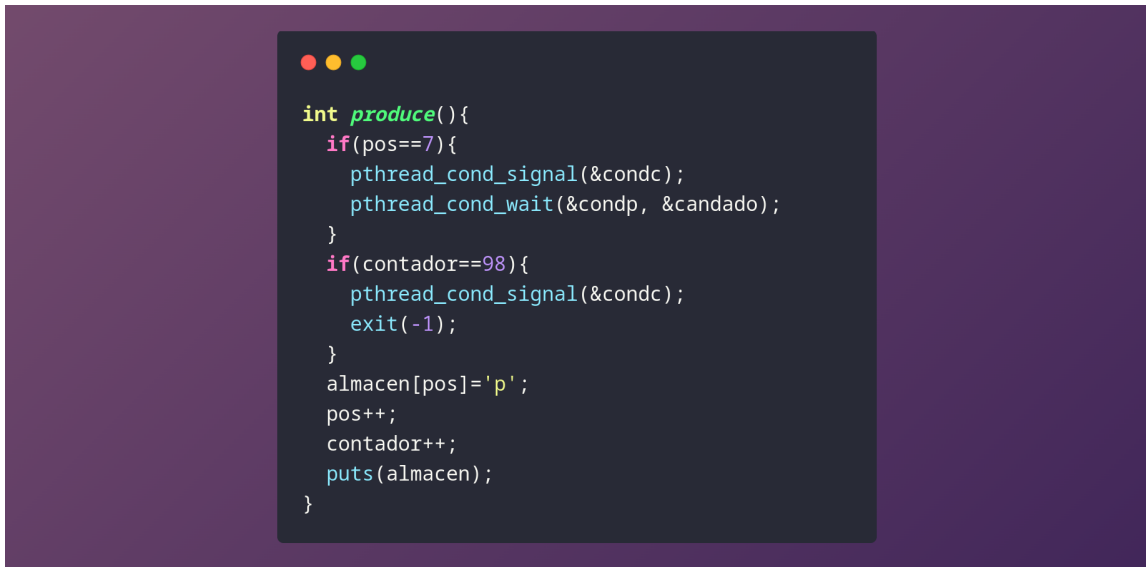 int produce(){
  if(pos==7){
    pthread_cond_signal(&condc);
    pthread_cond_wait(&condp, &candado);
  }
  if(contador==98){
    pthread_cond_signal(&condc);
    exit(-1);
  }
  almacen[pos]='p';
  pos++;
  contador++;
  puts(almacen);
}